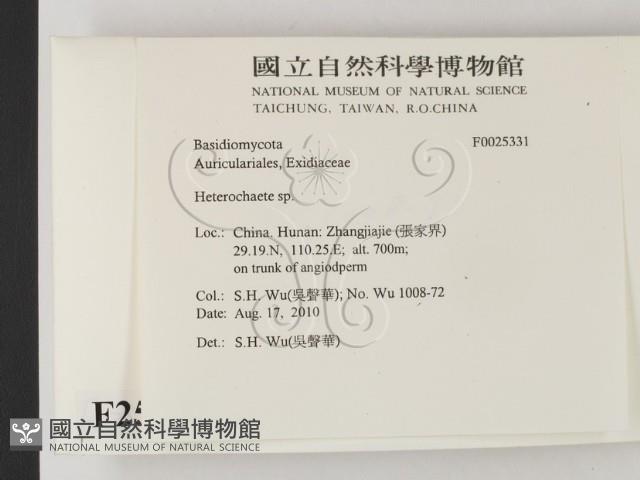 國立自然科學博物館
NATIONAL MUSEUM OF NATURAL SCIENCE
TAICHUNG, TAIWAN, R.O.CHINA
Basidiomycota F0025331
Auriculariales, Exidiaceae
Heterochaete sp.
Loc.: China. Hunan: Zhangjiajie (張家界)
29.19.N, 110.25.E; alt. 700m;
on trunk of angiodperm
Col.: S.H. Wu(吳聲華); No. Wu 1008-72
Date: Aug. 17, 2010
Det.: S.H. Wu(吳聲華)
F25
國立自然科學博物館
NATIONAL MUSEUM OF NATURAL SCIENCE